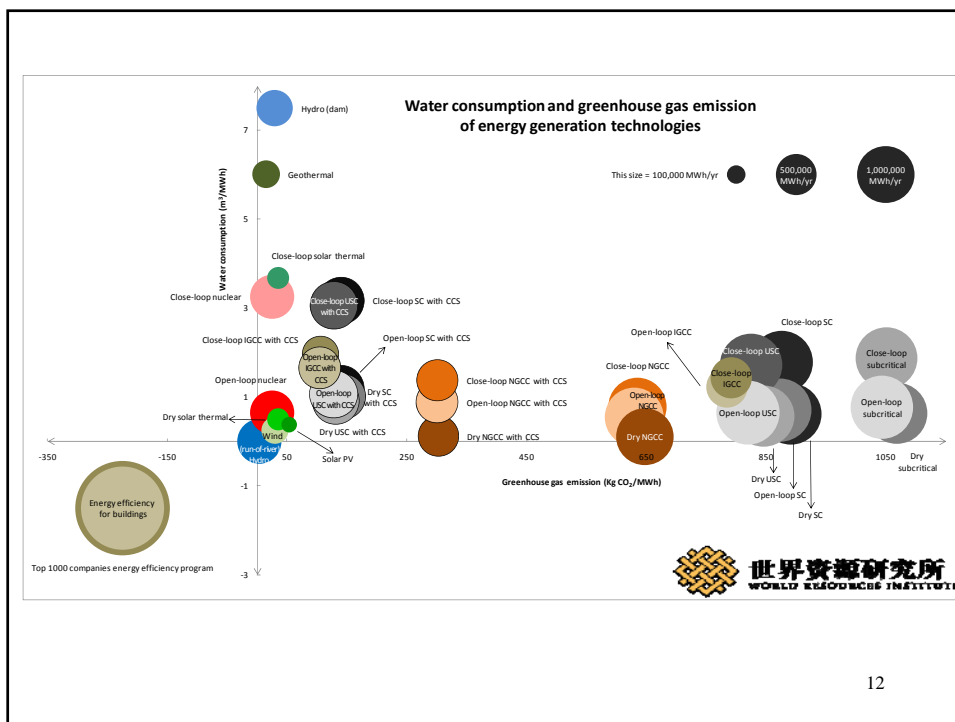 Water consumption and greenhouse gas emission
of energy generation technologies
Water consumption (m³/MWh)
7
5
3
1
-1
-3
Hydro (dam)
Geothermal
This size = 100,000 MWh/yr
500,000
MWh/yr
1,000,000
MWh/yr
Close-loop solar thermal
Close-loop nuclear
Close-loop USC
with CCS
Close-loop SC with CCS
Close-loop IGCC with CCS
Open-loop
IGCC with
CCS
Open-loop SC with CCS
Open-loop nuclear
Dry solar thermal
Open-loop
USC with CCS
Dry SC
with CCS
Dry USC with CCS
Wind
(run-of-river)
Hydro
Solar PV
Close-loop NGCC with CCS
Open-loop NGCC with CCS
Dry NGCC with CCS
Open-loop IGCC
Close-loop NGCC
Open-loop
NGCC
Dry NGCC
Close-loop SC
Close-loop USC
Close-loop
IGCC
Open-loop USC
Close-loop
subcritical
Open-loop
subcritical
Dry
subcritical
Dry USC
Open-loop SC
Dry SC
-350
-150
50
250
450
650
850
1050
Greenhouse gas emission (Kg CO₂/MWh)
Energy efficiency
for buildings
Top 1000 companies energy efficiency program
世界资源研究所
WORLD RESOURCES INSTITUTE
12